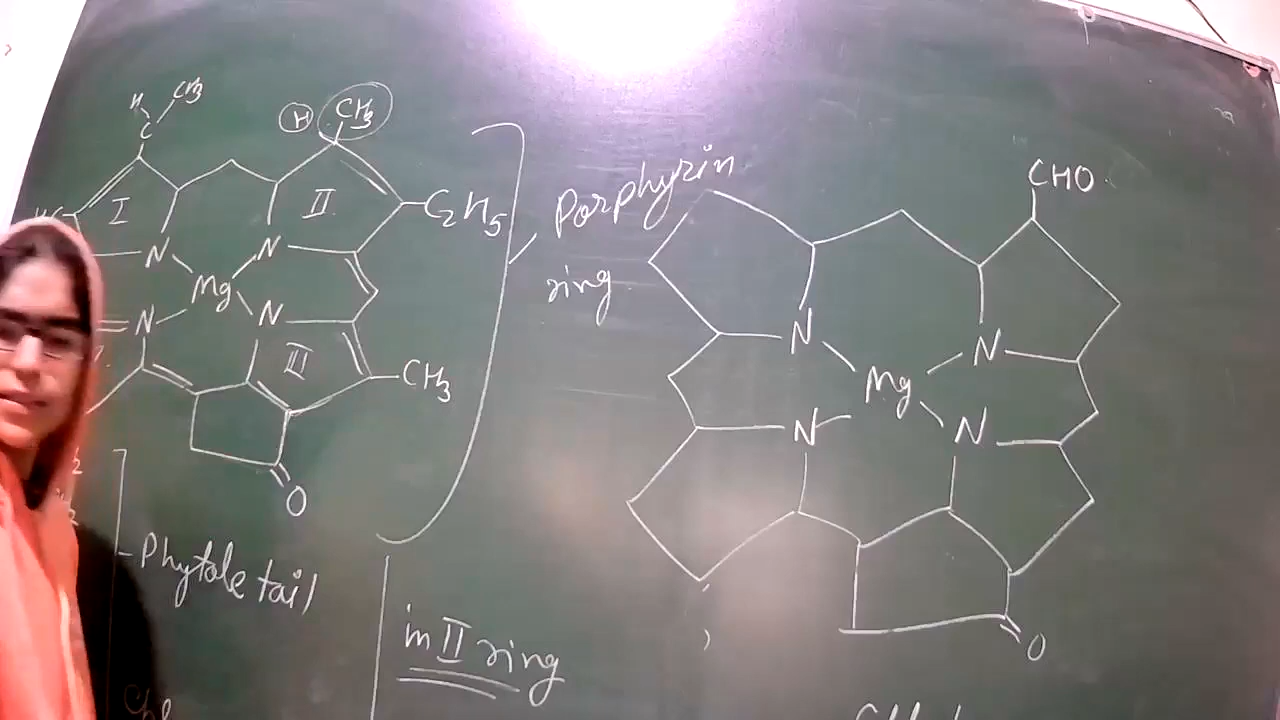 H CH3
C
H CH3
I
II
C2H5
N N
Mg
N N
III
CH3
O
Porphyrin
ring
Phytole tail
in II ring
CHO
N N
Mg
N N
O